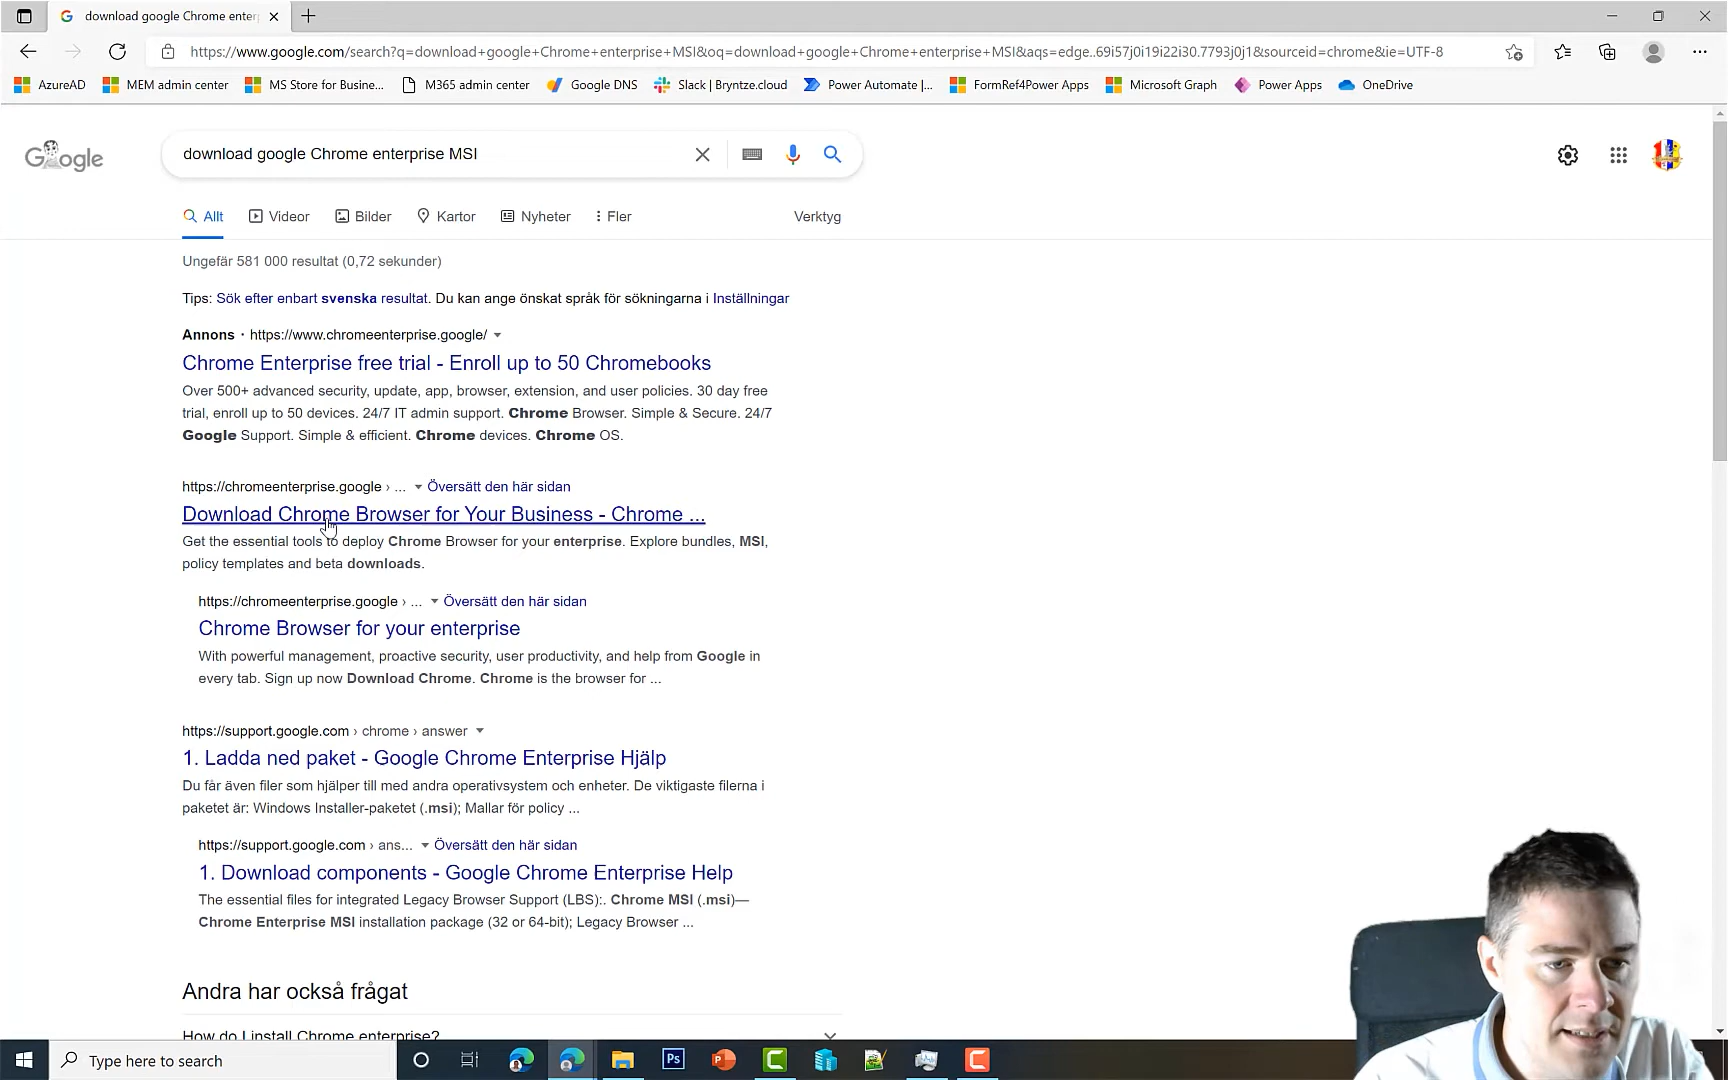 download google Chrome enter
https://www.google.com/search?q=download+google+Chrome+enterprise+MSI&oq=download+google+Chrome+enterprise+MSI&aqs=edge..69i57j0i19i22i30.7793j0j1&sourceid=chrome&ie=UTF-8
AzureAD MEM admin center MS Store for Busine... M365 admin center Google DNS Slack | Bryntze.cloud Power Automate |... FormRef4Power Apps Microsoft Graph Power Apps OneDrive
Google
download google Chrome enterprise MSI
Allt Videor Bilder Kartor Nyheter Fler Verktyg
Ungefär 581 000 resultat (0,72 sekunder)
Tips: Sök efter enbart svenska resultat. Du kan ange önskat språk för sökningarna i Inställningar
Annons · https://www.chromeenterprise.google/
Chrome Enterprise free trial - Enroll up to 50 Chromebooks
Over 500+ advanced security, update, app, browser, extension, and user policies. 30 day free
trial, enroll up to 50 devices. 24/7 IT admin support. Chrome Browser. Simple & Secure. 24/7
Google Support. Simple & efficient. Chrome devices. Chrome OS.
https://chromeenterprise.google › ... Översätt den här sidan
Download Chrome Browser for Your Business - Chrome ...
Get the essential tools to deploy Chrome Browser for your enterprise. Explore bundles, MSI,
policy templates and beta downloads.
https://chromeenterprise.google › ... Översätt den här sidan
Chrome Browser for your enterprise
With powerful management, proactive security, user productivity, and help from Google in
every tab. Sign up now Download Chrome. Chrome is the browser for ...
https://support.google.com › chrome › answer
1. Ladda ned paket - Google Chrome Enterprise Hjälp
Du får även filer som hjälper till med andra operativsystem och enheter. De viktigaste filerna i
paketet är: Windows Installer-paketet (.msi); Mallar för policy ...
https://support.google.com › ans... Översätt den här sidan
1. Download components - Google Chrome Enterprise Help
The essential files for integrated Legacy Browser Support (LBS):. Chrome MSI (.msi)—
Chrome Enterprise MSI installation package (32 or 64-bit); Legacy Browser ...
Andra har också frågat
How do I install Chrome enterprise?
Type here to search
Ps